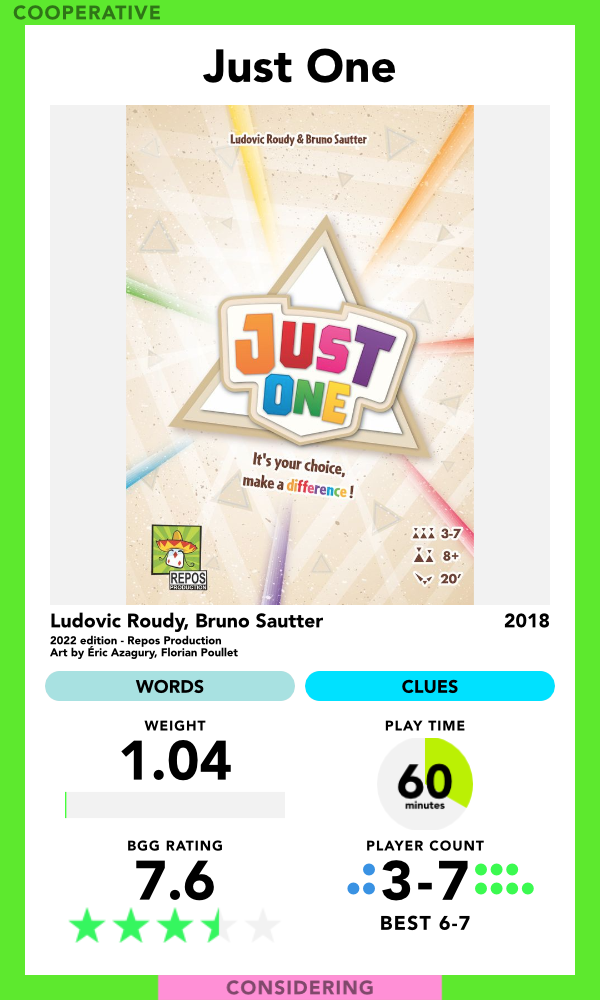 COOPERATIVE
Just One
Ludovic Roudy & Bruno Sautter
JUST
ONE
It's your choice,
make a difference !
3-7
8+
20'
REPOS
PRODUCTION
Ludovic Roudy, Bruno Sautter 2018
2022 edition - Repos Production
Art by Éric Azagury, Florian Poullet
WORDS CLUES
WEIGHT PLAY TIME
1.04 60
minutes
BGG RATING PLAYER COUNT
7.6 3-7
BEST 6-7
CONSIDERING